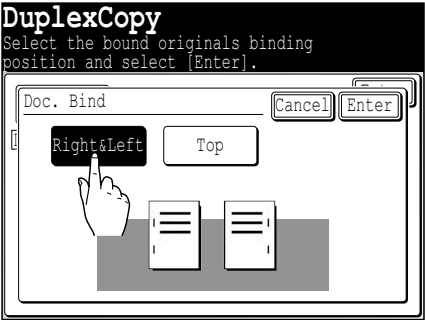 DuplexCopy
Select the bound originals binding
position and select [Enter].
Doc. Bind
Cancel
Enter
Right&Left
Top